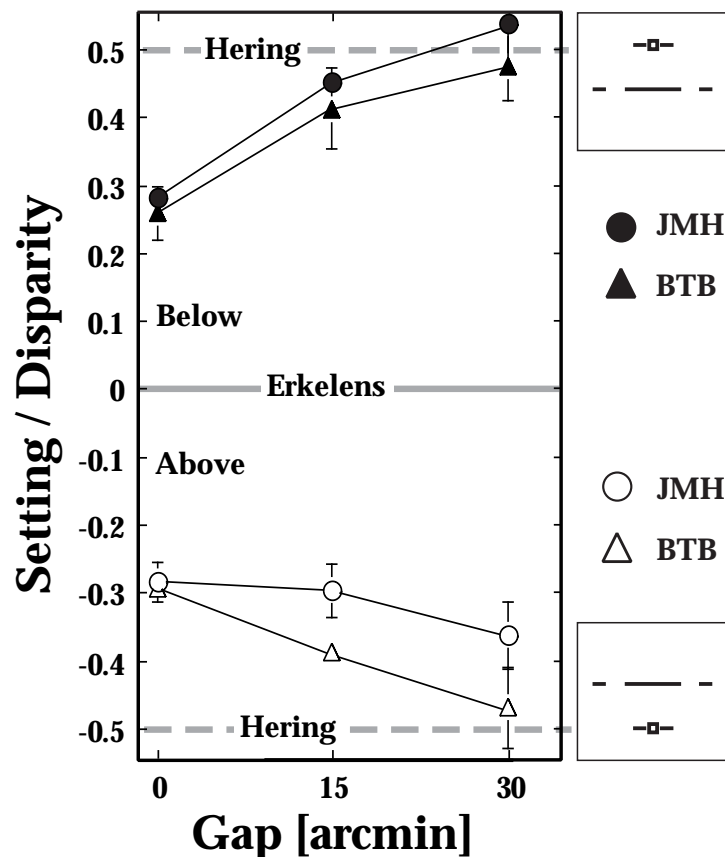 Setting / Disparity
0.5
0.4
0.3
0.2
0.1
0
-0.1
-0.2
-0.3
-0.4
-0.5
Hering
Below
Erkelens
Above
Hering
JMH
BTB
JMH
BTB
0 15 30
Gap [arcmin]